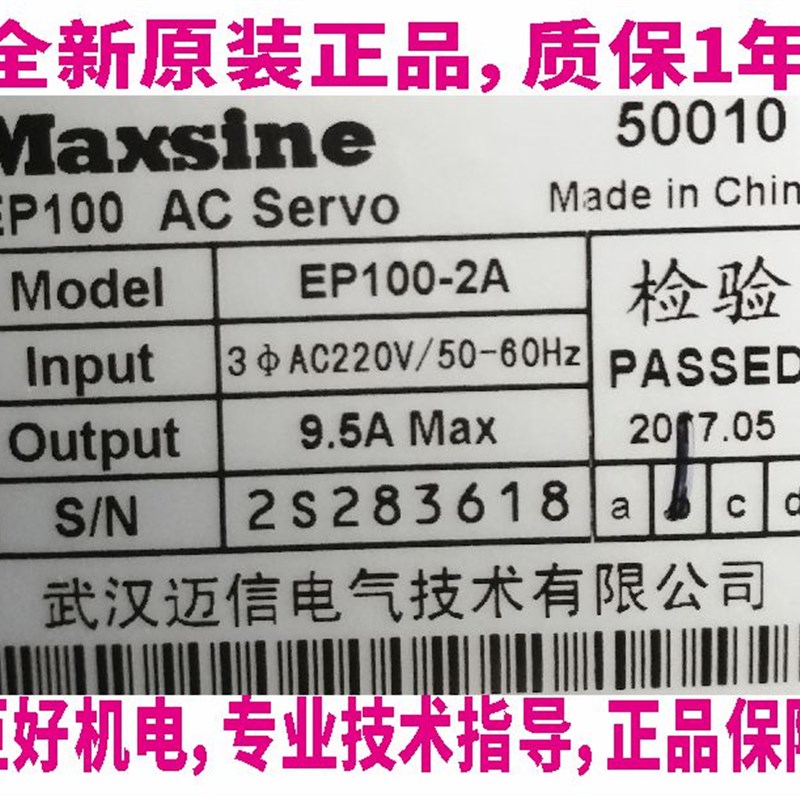 全新原装正品,质保1年
Maxsine
50010
EP100 AC Servo
Made in Chin
Model
EP100-2A
检验
Input
3ΦAC220V/50-60Hz
PASSED
Output
9.5A Max
2017.05
S/N
2S283618
a
c
d
武汉迈信电气技术有限公司
好机电,专业技术指导,正品保障